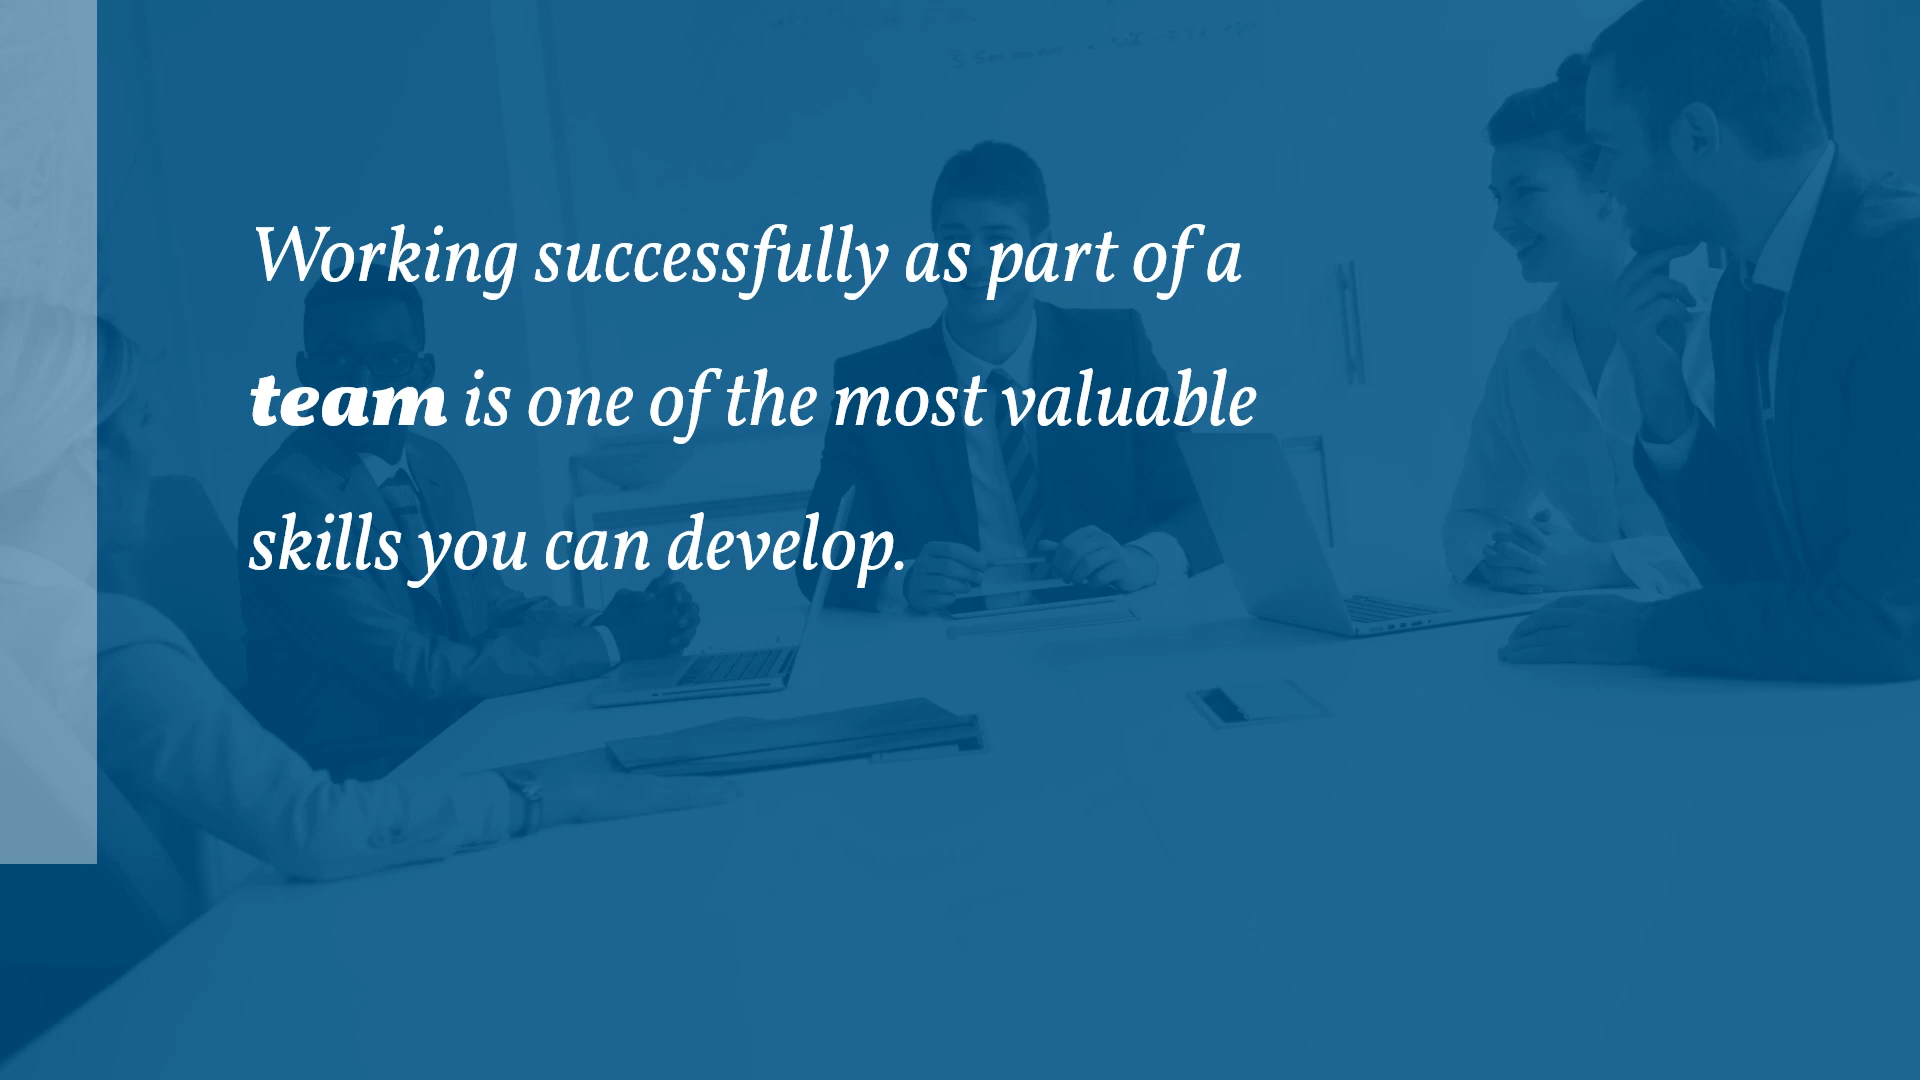 Working successfully as part of a
team is one of the most valuable
skills you can develop.